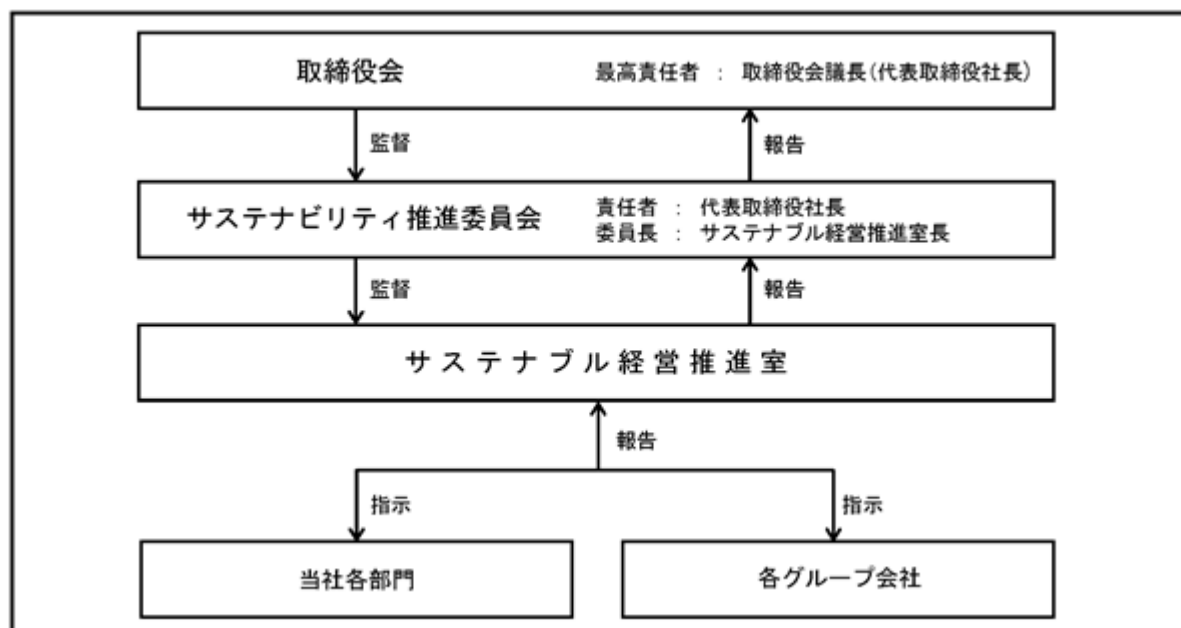 取締役会
最高責任者 : 取締役会議長(代表取締役社長)
監督
報告
サステナビリティ推進委員会
責任者 : 代表取締役社長
委員長 : サステナブル経営推進室長
監督
報告
サステナブル経営推進室
報告
指示
指示
当社各部門
各グループ会社